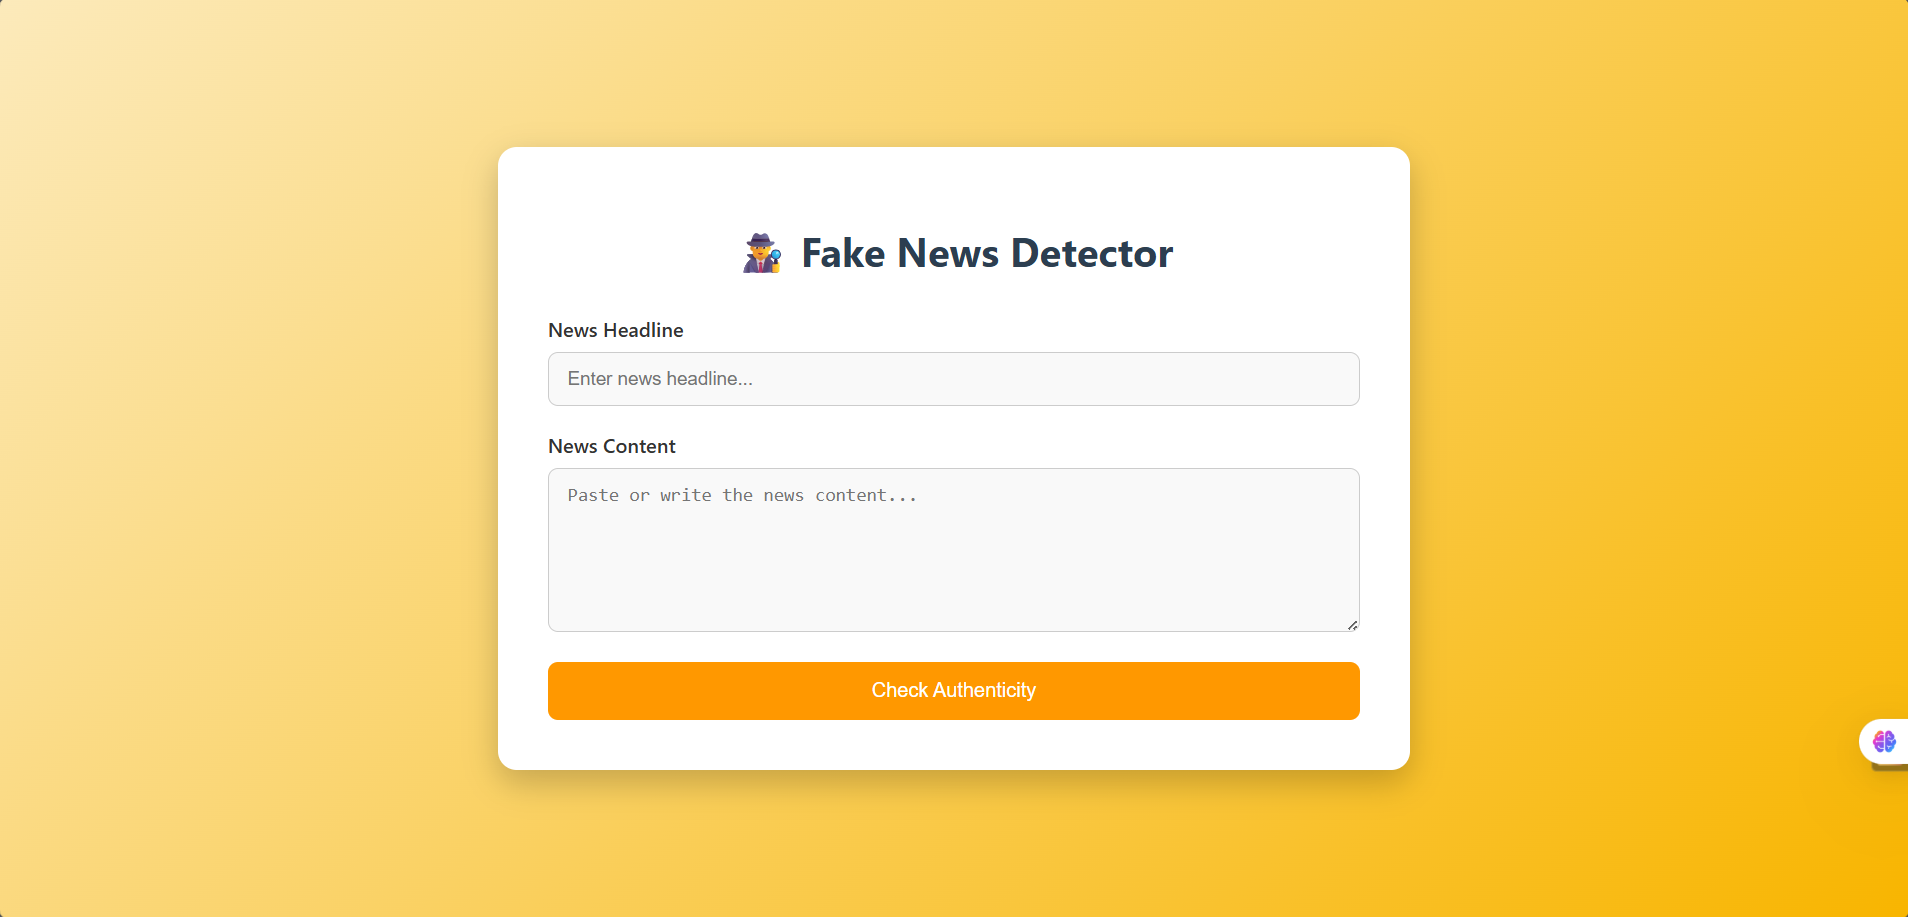 Fake News Detector
News Headline
Enter news headline...
News Content
Paste or write the news content...
Check Authenticity